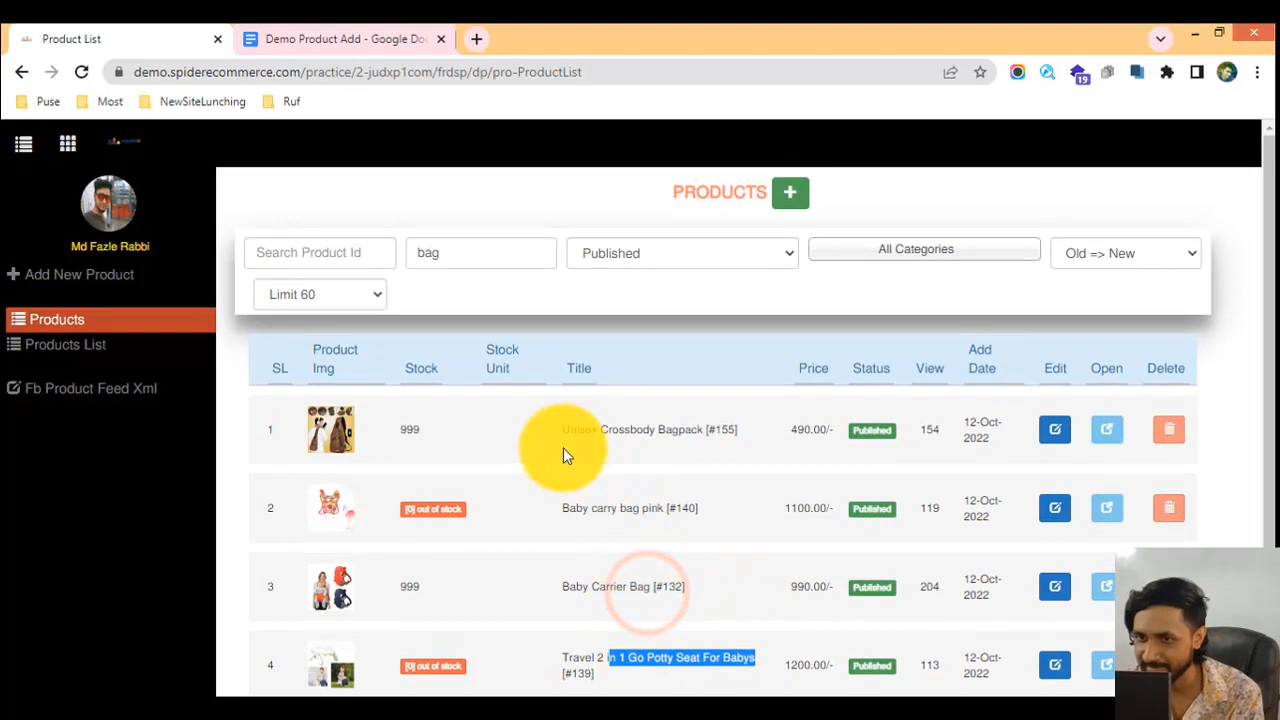 Product List
Demo Product Add - Google Do
demo.spiderecommerce.com/practice/2-judxp1com/frdsp/dp/pro-ProductList
19
Puse
Most
NewSiteLunching
Ruf
Md Fazle Rabbi
Add New Product
Products
Products List
Fb Product Feed Xml
PRODUCTS
Search Product Id
bag
Published
All Categories
Old => New
Limit 60
SL
Product Img
Stock
Stock Unit
Title
Price
Status
View
Add Date
Edit
Open
Delete
1
999
Unisex Crossbody Bagpack [#155]
490.00/-
Published
154
12-Oct-2022
2
[0] out of stock
Baby carry bag pink [#140]
1100.00/-
Published
119
12-Oct-2022
3
999
Baby Carrier Bag [#132]
990.00/-
Published
204
12-Oct-2022
4
[0] out of stock
Travel 2 in 1 Go Potty Seat For Babys
[#139]
1200.00/-
Published
113
12-Oct-2022